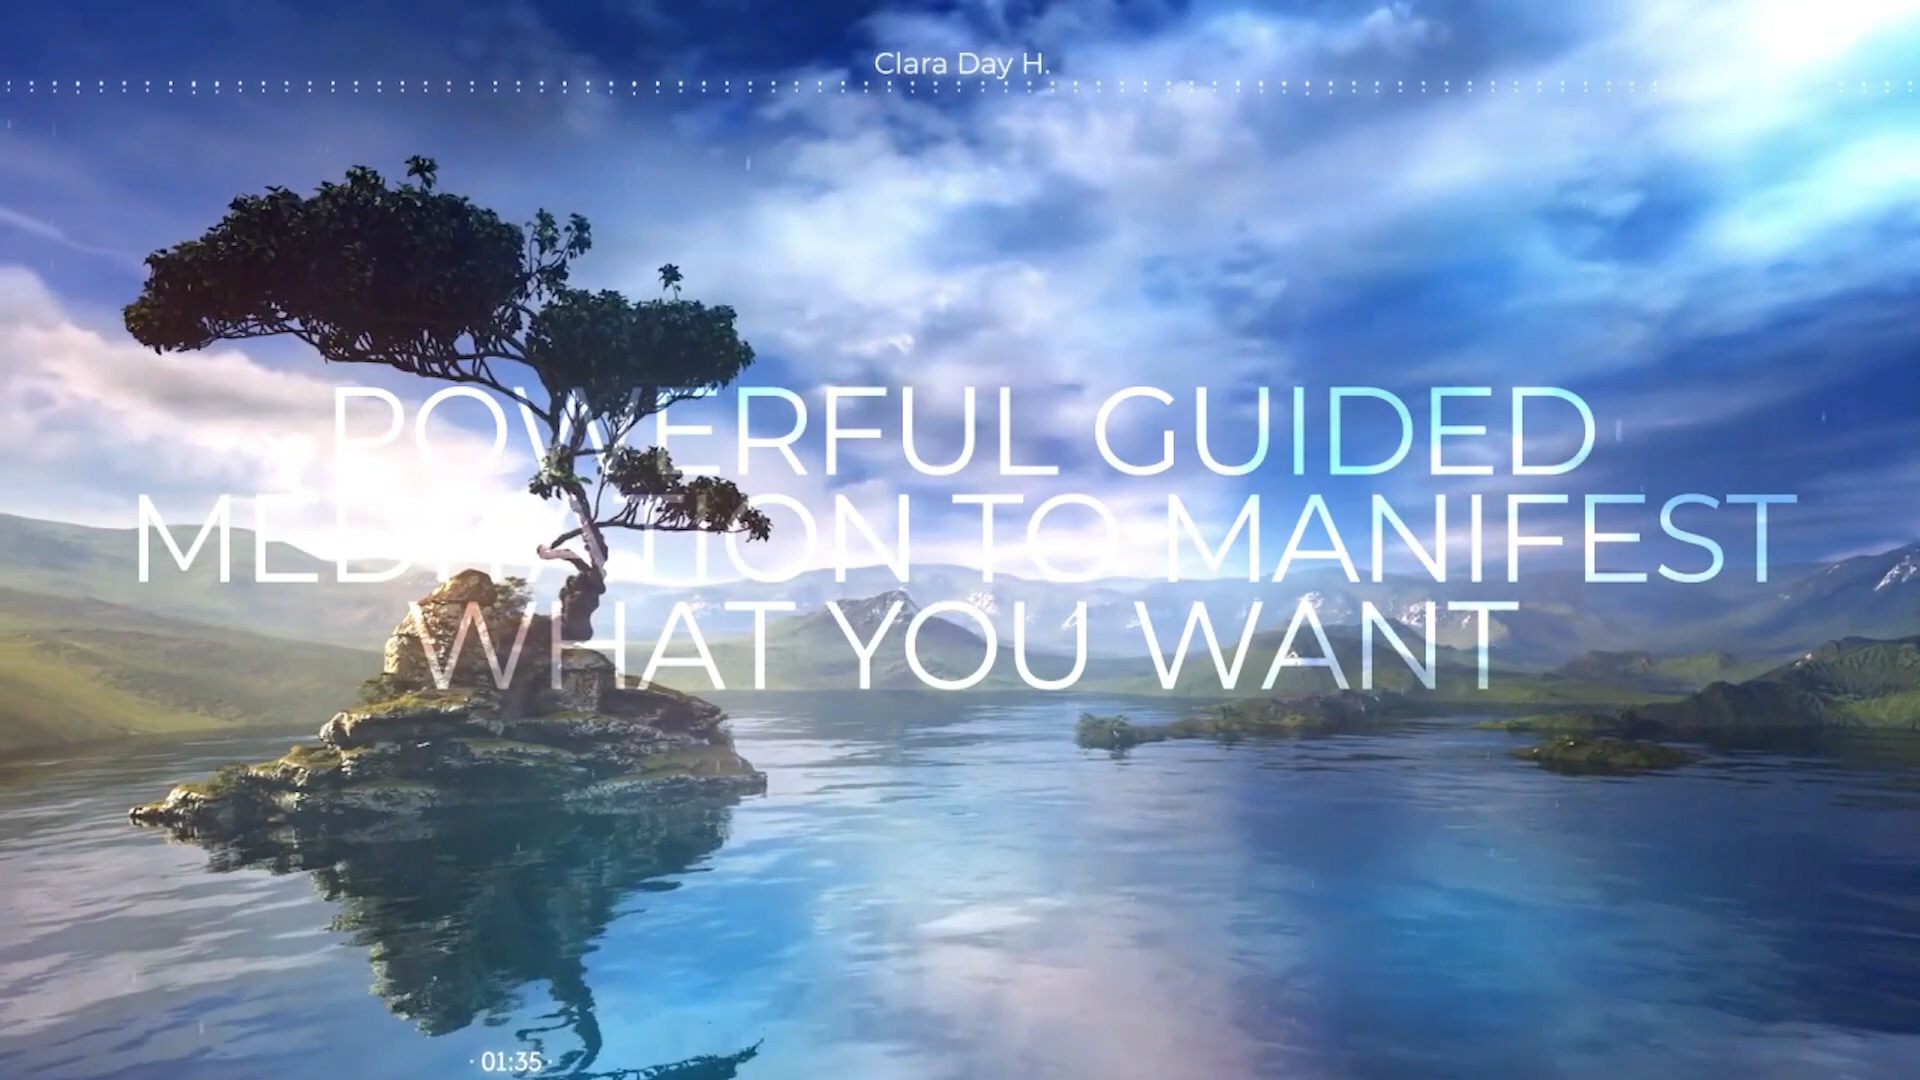 Clara Day H.
POWERFUL GUIDED
MEDITATION TO MANIFEST
WHAT YOU WANT
· 01:35 ·